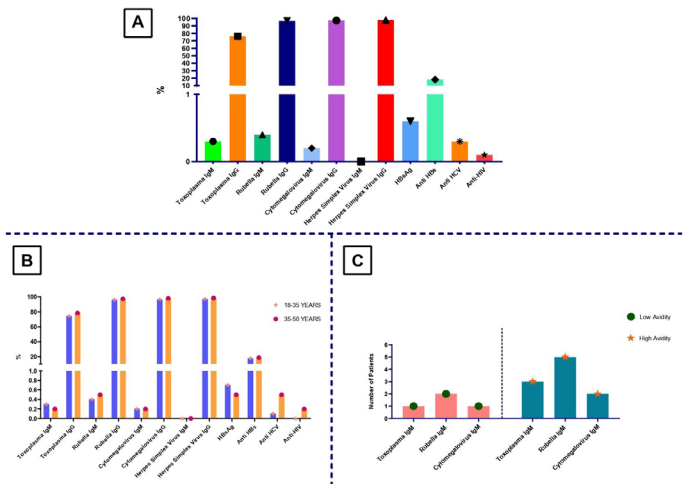 A
100
90
80
70
60
50
40
30
20
10
1
0
%
Toxoplasma IgM
Toxoplasma IgG
Rubella IgM
Rubella IgG
Cytomegalovirus IgM
Cytomegalovirus IgG
Herpes Simplex Virus IgM
Herpes Simplex Virus IgG
HBsAg
Anti HBs
Anti HCV
Anti-HIV
B
18-35 YEARS
35-50 YEARS
100
80
60
40
20
1.0
0.8
0.6
0.4
0.2
0.0
%
Toxoplasma IgM
Toxoplasma IgG
Rubella IgM
Rubella IgG
Cytomegalovirus IgM
Cytomegalovirus IgG
Herpes Simplex Virus IgM
Herpes Simplex Virus IgG
HBsAg
Anti HBs
Anti HCV
Anti-HIV
C
Low Avidity
High Avidity
6
5
4
3
2
1
0
Number of Patients
Toxoplasma IgM
Rubella IgM
Cytomegalovirus IgM
Toxoplasma IgM
Rubella IgM
Cytomegalovirus IgM